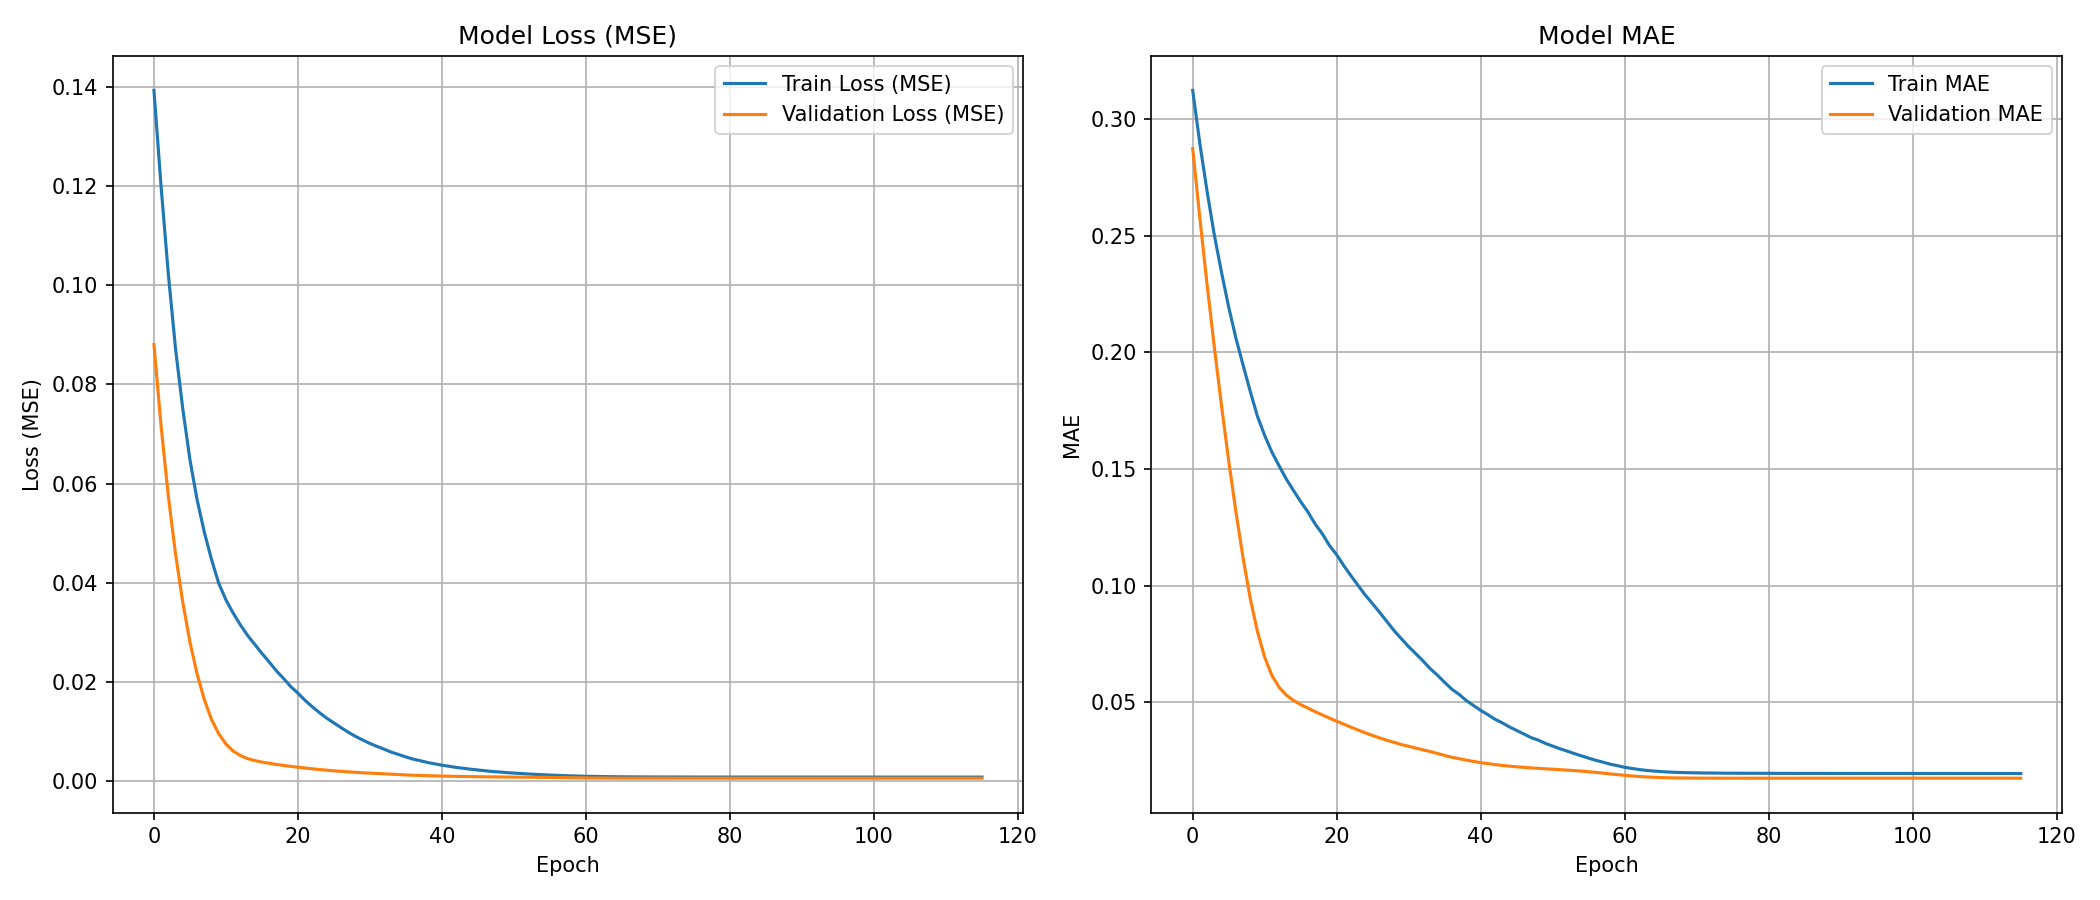 Model Loss (MSE)
Train Loss (MSE)
Validation Loss (MSE)
Loss (MSE)
0.14
0.12
0.10
0.08
0.06
0.04
0.02
0.00
0 20 40 60 80 100 120
Epoch
Model MAE
Train MAE
Validation MAE
MAE
0.30
0.25
0.20
0.15
0.10
0.05
0 20 40 60 80 100 120
Epoch